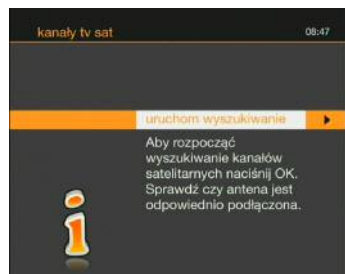 kanały tv sat 08:47
uruchom wyszukiwanie
Aby rozpocząć
wyszukiwanie kanałów
satelitarnych naciśnij OK.
Sprawdź czy antena jest
odpowiednio podłączona.